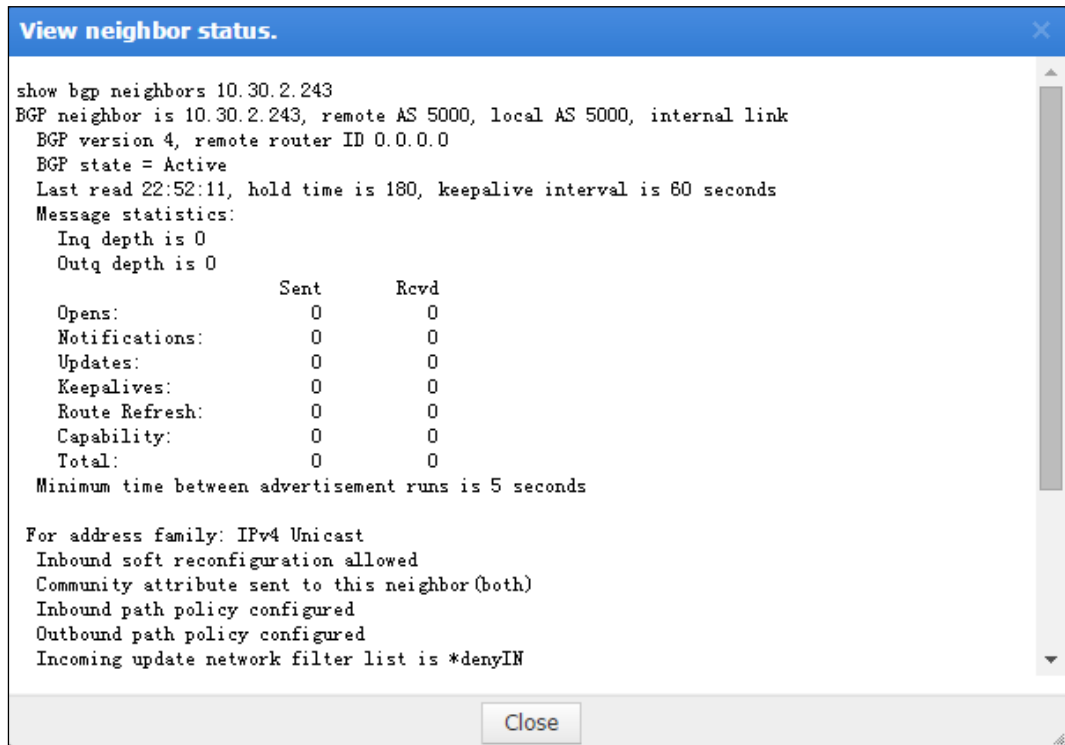 View neighbor status.
show bgp neighbors 10.30.2.243
BGP neighbor is 10.30.2.243, remote AS 5000, local AS 5000, internal link
BGP version 4, remote router ID 0.0.0.0
BGP state = Active
Last read 22:52:11, hold time is 180, keepalive interval is 60 seconds
Message statistics:
Inq depth is 0
Outq depth is 0
Sent Rcvd
Opens: 0 0
Notifications: 0 0
Updates: 0 0
Keepalives: 0 0
Route Refresh: 0 0
Capability: 0 0
Total: 0 0
Minimum time between advertisement runs is 5 seconds
For address family: IPv4 Unicast
Inbound soft reconfiguration allowed
Community attribute sent to this neighbor(both)
Inbound path policy configured
Outbound path policy configured
Incoming update network filter list is *denyIN
Close